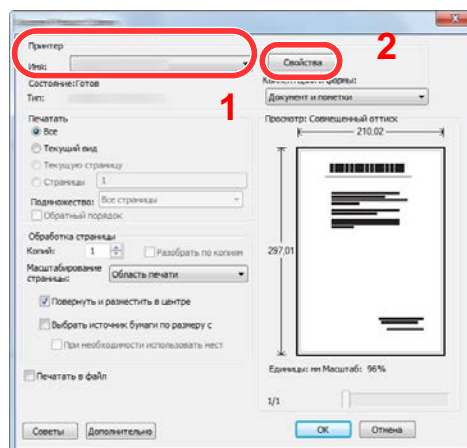 Принтер
2
Имя:
Свойства
Состояние:Готов
Комментарии и формы:
Тип:
1
Документ и пометки
Печатать
Все
Текущий вид
Текущую страницу
Страницы 1
Подмножество: Все страницы
Обратный порядок
Просмотр: Совмещенный оттиск
210,02
297,01
Обработка страницы
Копий: 1
Разобрать по копиям
Масштабирование страницы:
Область печати
Повернуть и разместить в центре
Выбрать источник бумаги по размеру с
При необходимости использовать нест
Печатать в файл
Единицы: мм Масштаб: 96%
1/1
Советы
Дополнительно
ОК
Отмена